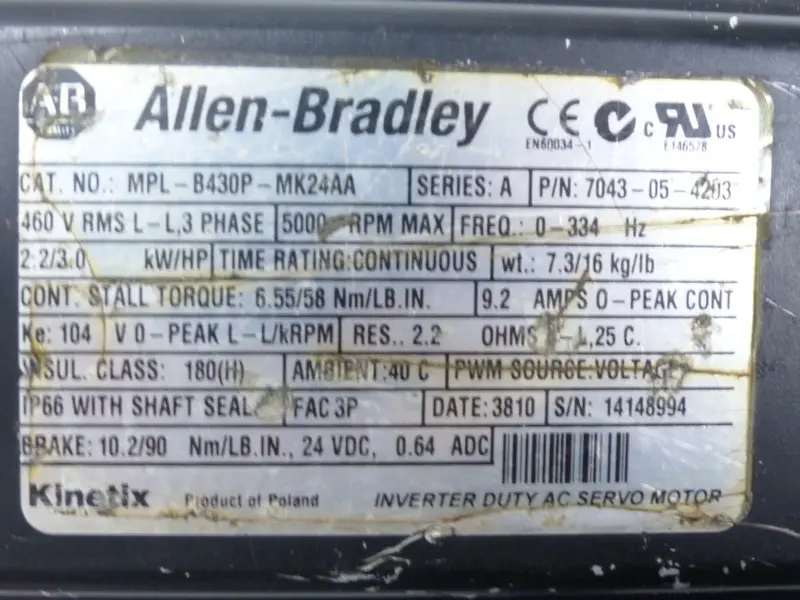 AB Allen-Bradley CE C UL US
EN60034-1 E146578
CAT. NO.: MPL-B430P-MK24AA SERIES: A P/N: 7043-05-4203
460 V RMS L-L,3 PHASE 5000 RPM MAX FREQ.: 0-334 Hz
2.2/3.0 kW/HP TIME RATING:CONTINUOUS wt.: 7.3/16 kg/lb
CONT. STALL TORQUE: 6.55/58 Nm/LB.IN. 9.2 AMPS 0-PEAK CONT
Ke: 104 V 0-PEAK L-L/kRPM RES.. 2.2 OHMS L-L,25 C.
INSUL. CLASS: 180(H) AMBIENT:40 C PWM SOURCE:VOLTAGE
IP66 WITH SHAFT SEAL FAC 3P DATE:3810 S/N: 14148994
BRAKE: 10.2/90 Nm/LB.IN., 24 VDC, 0.64 ADC
Kinetix Product of Poland INVERTER DUTY AC SERVO MOTOR